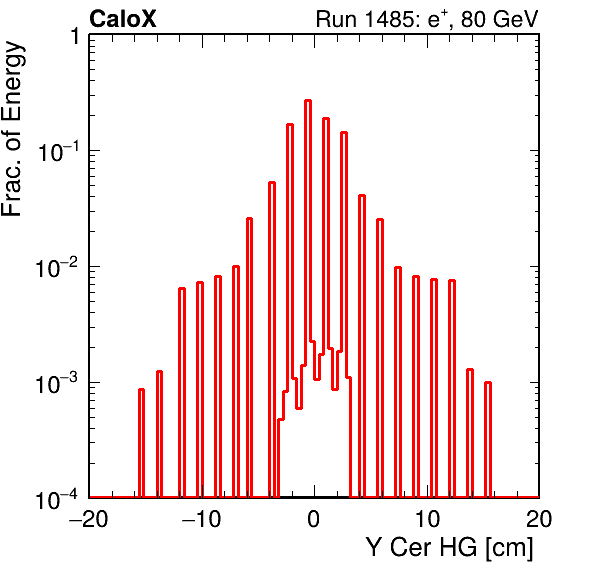 CaloX Run 1485: e⁺, 80 GeV
Frac. of Energy
1
10⁻¹
10⁻²
10⁻³
10⁻⁴
−20 −10 0 10 20
Y Cer HG [cm]